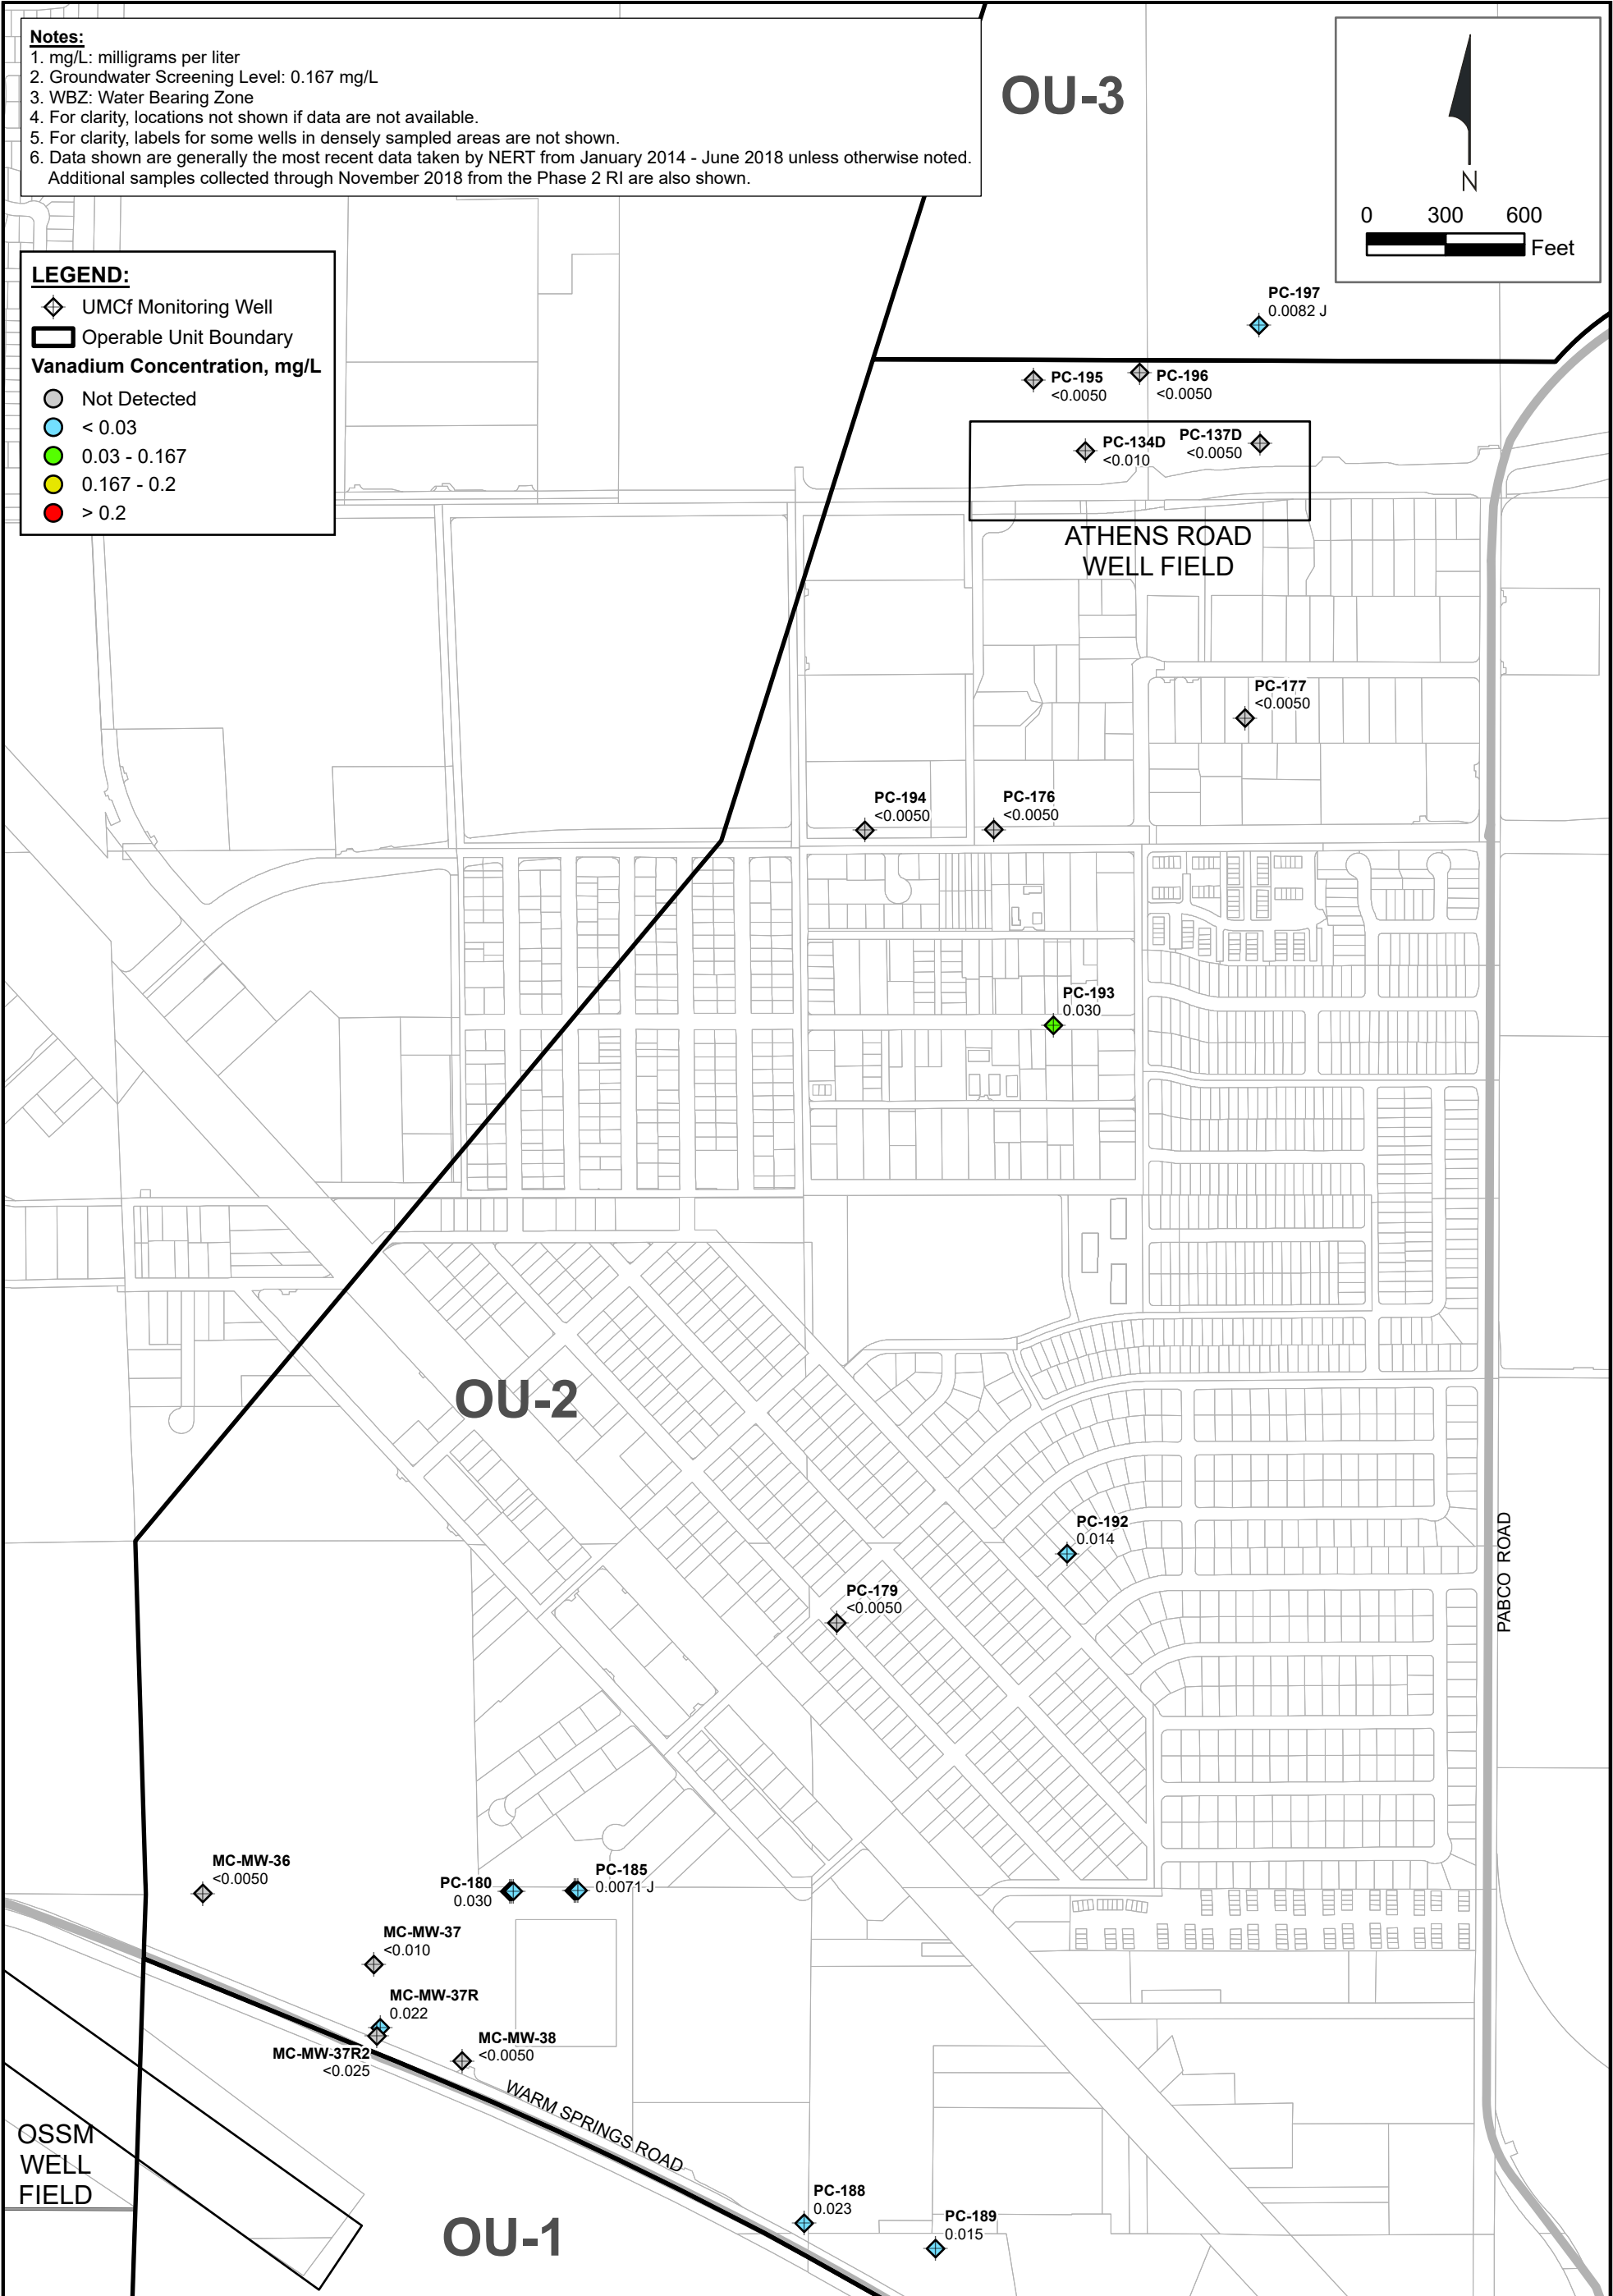 Notes:
1. mg/L: milligrams per liter
2. Groundwater Screening Level: 0.167 mg/L
3. WBZ: Water Bearing Zone
4. For clarity, locations not shown if data are not available.
5. For clarity, labels for some wells in densely sampled areas are not shown.
6. Data shown are generally the most recent data taken by NERT from January 2014 - June 2018 unless otherwise noted.
Additional samples collected through November 2018 from the Phase 2 RI are also shown.
OU-3
N
0 300 600
Feet
LEGEND:
UMCf Monitoring Well
Operable Unit Boundary
Vanadium Concentration, mg/L
Not Detected
< 0.03
0.03 - 0.167
0.167 - 0.2
> 0.2
PC-197
0.0082 J
PC-195
<0.0050
PC-196
<0.0050
PC-134D
<0.010
PC-137D
<0.0050
ATHENS ROAD
WELL FIELD
PC-177
<0.0050
PC-194
<0.0050
PC-176
<0.0050
PC-193
0.030
OU-2
PC-192
0.014
PABCO ROAD
PC-179
<0.0050
MC-MW-36
<0.0050
PC-180
0.030
PC-185
0.0071 J
MC-MW-37
<0.010
MC-MW-37R
0.022
MC-MW-37R2
<0.025
MC-MW-38
<0.0050
WARM SPRINGS ROAD
OSSM
WELL
FIELD
PC-188
0.023
PC-189
0.015
OU-1